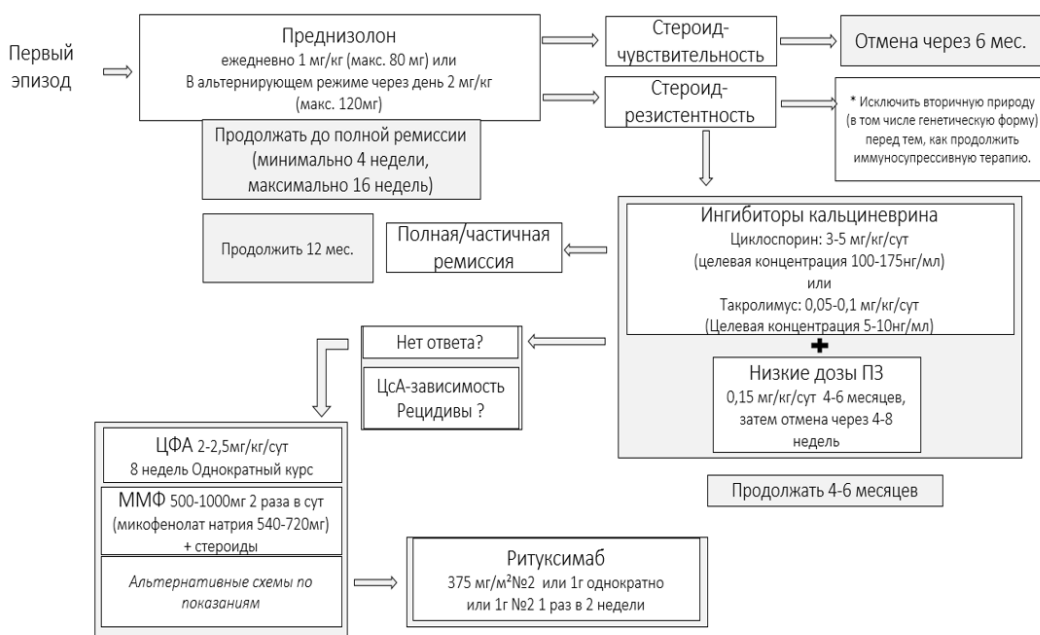 Первый
эпизод
Преднизолон
ежедневно 1 мг/кг (макс. 80 мг) или
В альтернирующем режиме через день 2 мг/кг
(макс. 120мг)
Стероид-
чувствительность
Отмена через 6 мес.
Стероид-
резистентность
* Исключить вторичную природу
(в том числе генетическую форму)
перед тем, как продолжить
иммуносупрессивную терапию.
Продолжать до полной ремиссии
(минимально 4 недели,
максимально 16 недель)
Ингибиторы кальциневрина
Циклоспорин: 3-5 мг/кг/сут
(целевая концентрация 100-175нг/мл)
или
Такролимус: 0,05-0,1 мг/кг/сут
(Целевая концентрация 5-10нг/мл)
+
Низкие дозы ПЗ
0,15 мг/кг/сут 4-6 месяцев,
затем отмена через 4-8
недель
Продолжать 4-6 месяцев
Полная/частичная
ремиссия
Продолжить 12 мес.
Нет ответа?
ЦсА-зависимость
Рецидивы ?
ЦФА 2-2,5мг/кг/сут
8 недель Однократный курс
ММФ 500-1000мг 2 раза в сут
(микофенолат натрия 540-720мг)
+ стероиды
Альтернативные схемы по
показаниям
Ритуксимаб
375 мг/м²№2 или 1г однократно
или 1г №2 1 раз в 2 недели